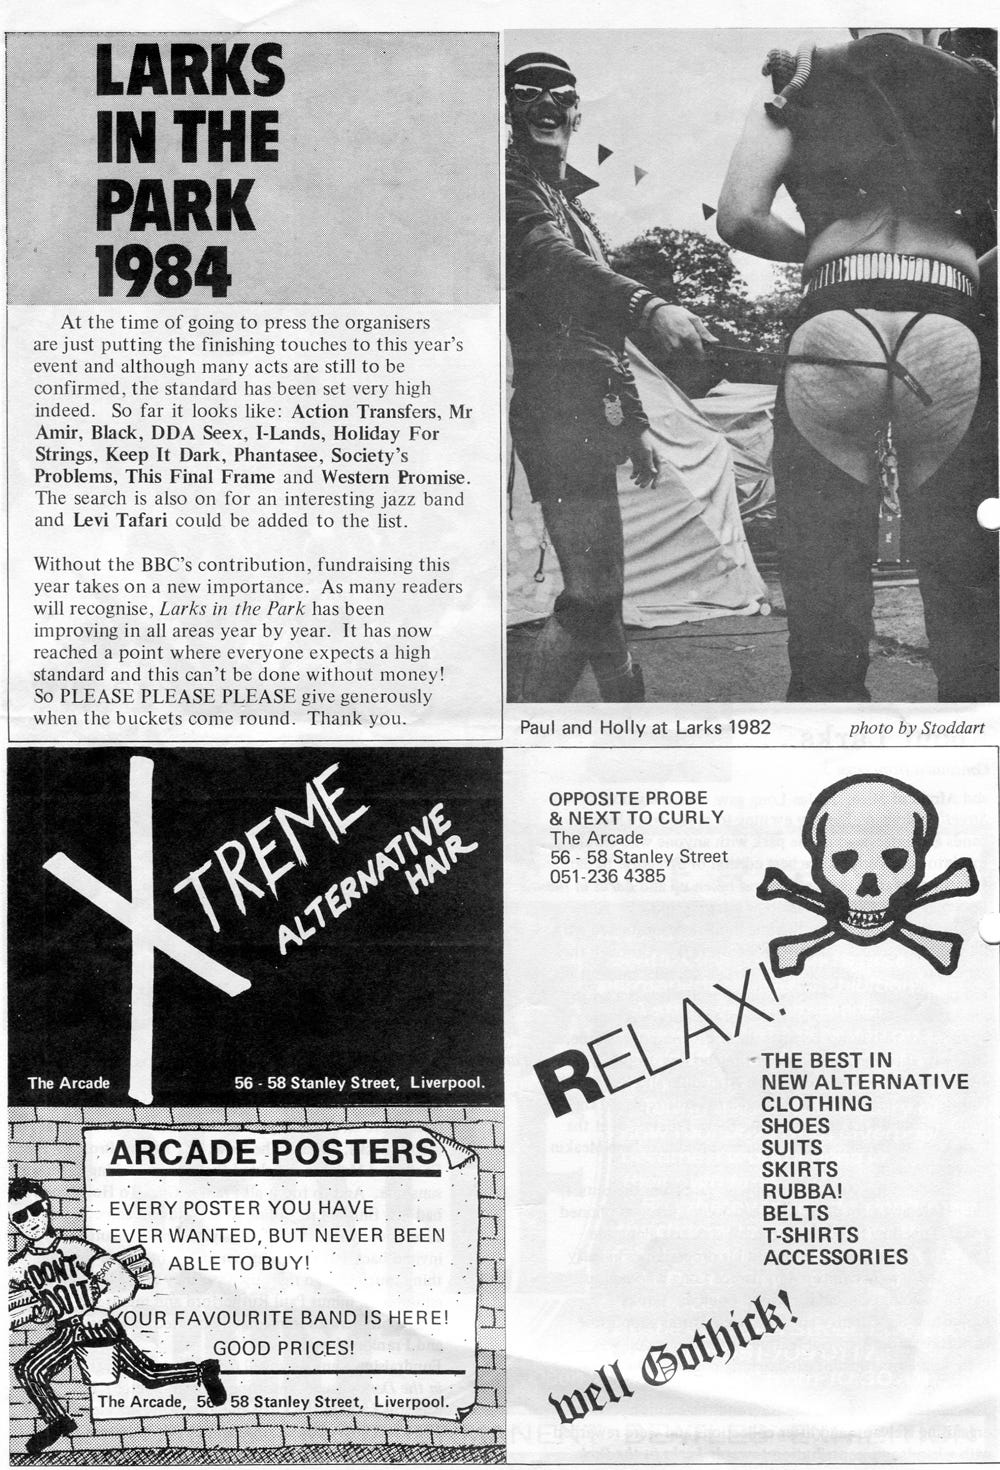 LARKS
IN THE
PARK
1984
At the time of going to press the organisers
are just putting the finishing touches to this year's
event and although many acts are still to be
confirmed, the standard has been set very high
indeed. So far it looks like: Action Transfers, Mr
Amir, Black, DDA Seex, I-Lands, Holiday For
Strings, Keep It Dark, Phantasee, Society's
Problems, This Final Frame and Western Promise.
The search is also on for an interesting jazz band
and Levi Tafari could be added to the list.
Without the BBC's contribution, fundraising this
year takes on a new importance. As many readers
will recognise, Larks in the Park has been
improving in all areas year by year. It has now
reached a point where everyone expects a high
standard and this can't be done without money!
So PLEASE PLEASE PLEASE give generously
when the buckets come round. Thank you.
Paul and Holly at Larks 1982
photo by Stoddart
XTREME
ALTERNATIVE
HAIR
The Arcade
56 - 58 Stanley Street, Liverpool.
ARCADE POSTERS
EVERY POSTER YOU HAVE
EVER WANTED, BUT NEVER BEEN
ABLE TO BUY!
YOUR FAVOURITE BAND IS HERE!
GOOD PRICES!
The Arcade, 56 58 Stanley Street, Liverpool.
DON'T
DO IT
OPPOSITE PROBE
& NEXT TO CURLY
The Arcade
56 - 58 Stanley Street
051-236 4385
RELAX!
THE BEST IN
NEW ALTERNATIVE
CLOTHING
SHOES
SUITS
SKIRTS
RUBBA!
BELTS
T-SHIRTS
ACCESSORIES
well Gothick!